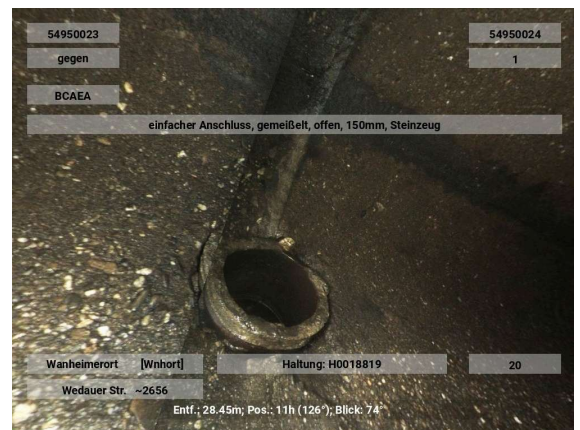 54950023 54950024
gegen 1
BCAEA
einfacher Anschluss, gemeißelt, offen, 150mm, Steinzeug
Wanheimerort [Wnhort] Haltung: H0018819 20
Wedauer Str. ~2656
Entf.: 28.45m; Pos.: 11h (126°); Blick: 74°